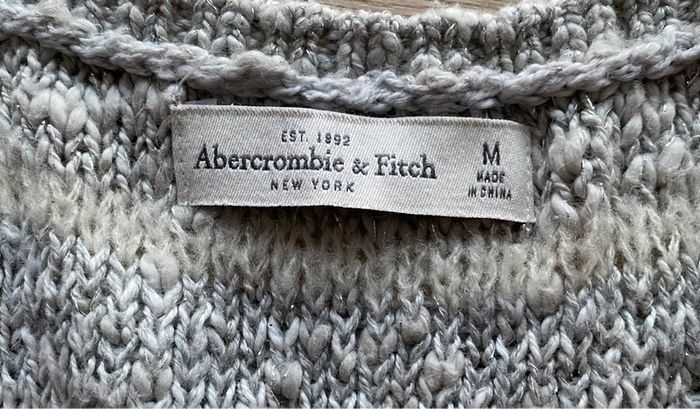 EST. 1892
Abercrombie & Fitch
NEW YORK
M
MADE
IN CHINA